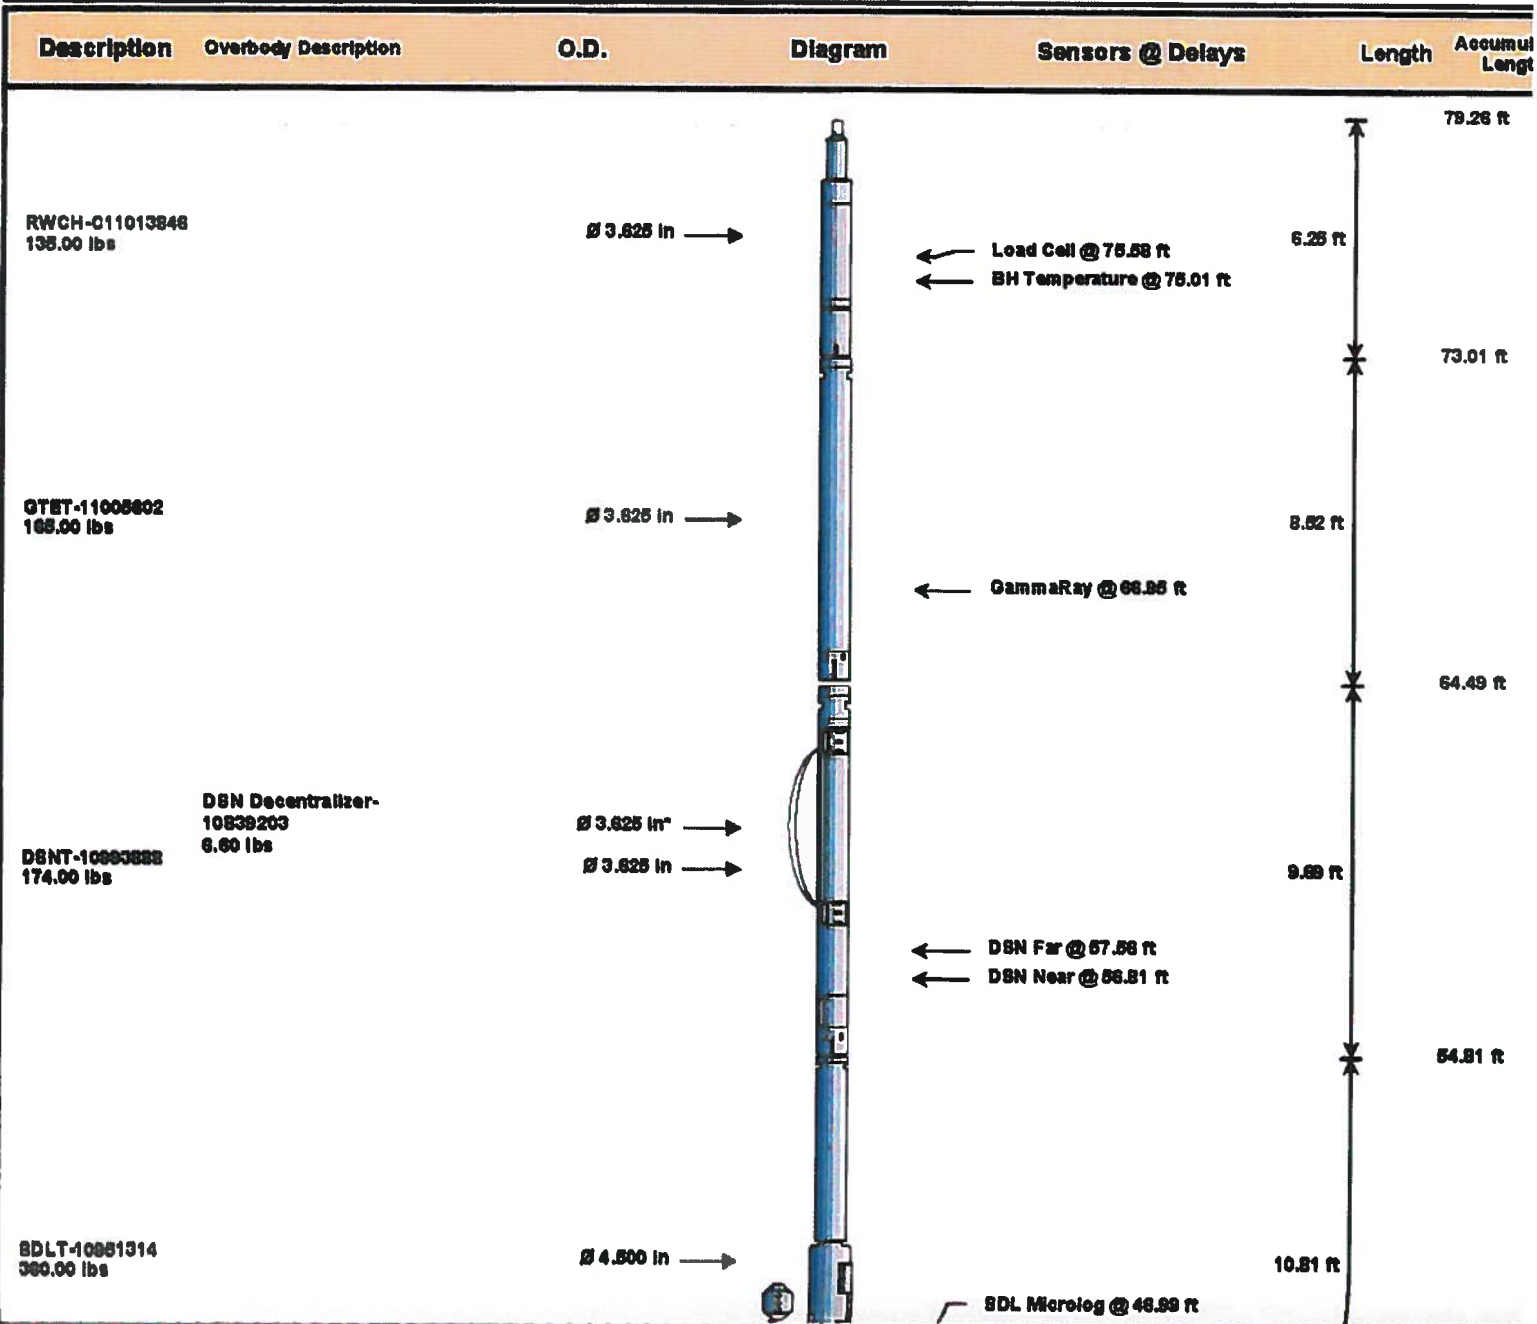 Description Overbody Description O.D. Diagram Sensors @ Delays Length Accumul
Lengt
79.26 ft
RWCH-C11013846
135.00 lbs
Ø 3.625 in
Load Cell @ 75.58 ft
BH Temperature @ 75.01 ft
6.25 ft
73.01 ft
GTET-11005602
165.00 lbs
Ø 3.625 in
8.52 ft
GammaRay @ 66.95 ft
64.49 ft
DSN Decentralizer-
10839203
6.60 lbs
Ø 3.625 in*
DSNT-
174.00 lbs
Ø 3.625 in
9.69 ft
DSN Far @ 57.56 ft
DSN Near @ 56.81 ft
54.81 ft
SDLT-10951314
360.00 lbs
Ø 4.500 in
10.81 ft
SDL Microlog @ 46.99 ft